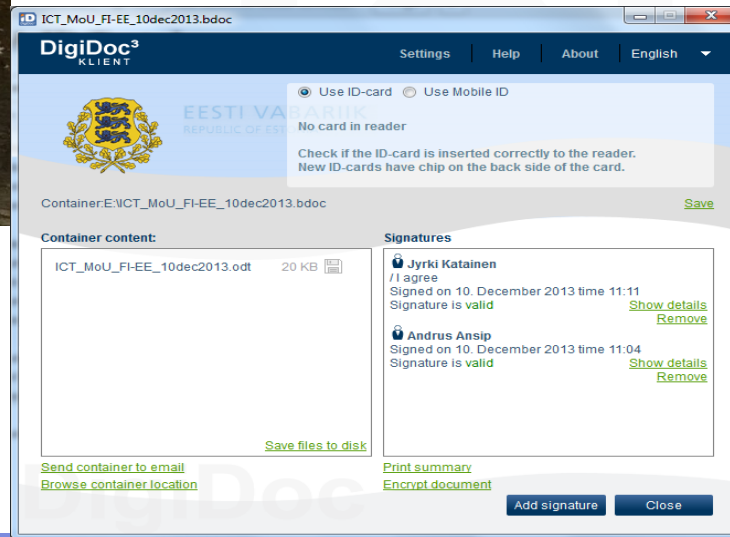 ICT_MoU_FI-EE_10dec2013.bdoc
DigiDoc³
KLIENT
Settings Help About English
Use ID-card Use Mobile ID
EESTI VABARIIK
REPUBLIC OF EST
No card in reader
Check if the ID-card is inserted correctly to the reader.
New ID-cards have chip on the back side of the card.
Container:E:\ICT_MoU_FI-EE_10dec2013.bdoc Save
Container content:
ICT_MoU_FI-EE_10dec2013.odt 20 KB
Save files to disk
Send container to email
Browse container location
Signatures
Jyrki Katainen
/ I agree
Signed on 10. December 2013 time 11:11
Signature is valid Show details
Remove
Andrus Ansip
Signed on 10. December 2013 time 11:04
Signature is valid Show details
Remove
Print summary
Encrypt document
DigiDoc
Add signature Close